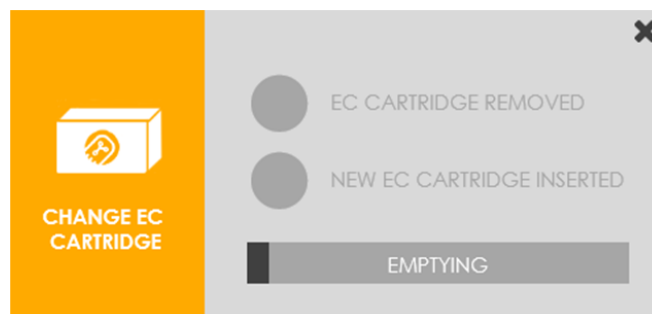 CHANGE EC
CARTRIDGE
EC CARTRIDGE REMOVED
NEW EC CARTRIDGE INSERTED
EMPTYING